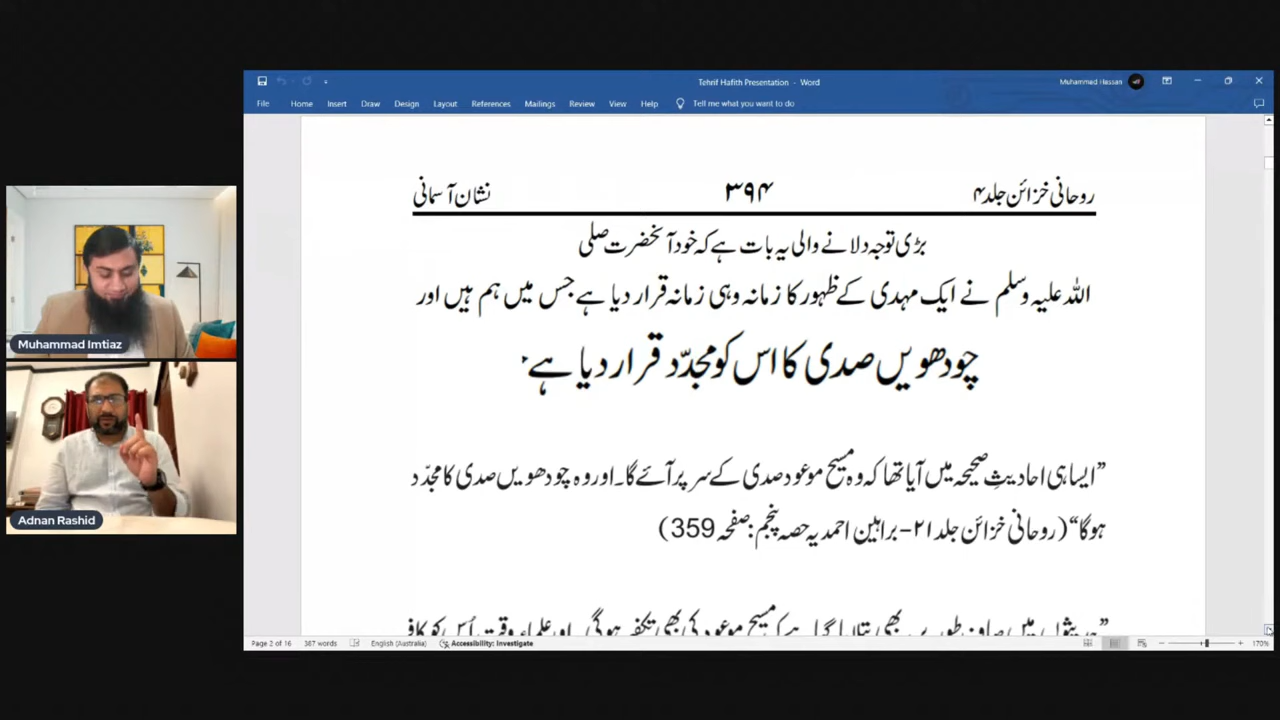 Tehrif Hafith Presentation - Word
Muhammad Hassan
File Home Insert Draw Design Layout References Mailings Review View Help Tell me what you want to do
روحانی خزائن جلد ۴ ۳۹۴ نشان آسمانی
بڑی توجہ دلانے والی یہ بات ہے کہ خود آنحضرت صلی
اللہ علیہ وسلم نے ایک مہدی کے ظہور کا زمانہ وہی زمانہ قرار دیا ہے جس میں ہم ہیں اور
چودھویں صدی کا اس کو مجدّد قرار دیا ہے
”ایسا ہی احادیثِ صحیحہ میں آیا تھا کہ وہ مسیح موعود صدی کے سر پر آئے گا۔ اور وہ چودھویں صدی کا مجدّد
ہوگا“ (روحانی خزائن جلد ۲۱- براہین احمدیہ حصہ پنجم: صفحہ 359)
Muhammad Imtiaz
Adnan Rashid
Page 2 of 16 387 words English (Australia) Accessibility: Investigate 170%